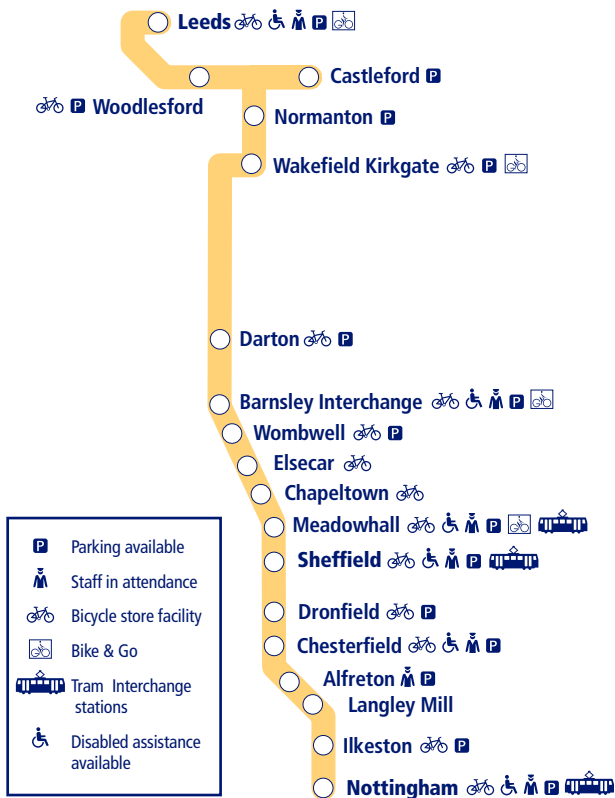 Leeds P
Castleford P
P Woodlesford
Normanton P
Wakefield Kirkgate P
Darton P
Barnsley Interchange P
Wombwell P
Elsecar
Chapeltown
Meadowhall P
Sheffield P
Dronfield P
Chesterfield P
Alfreton P
Langley Mill
Ilkeston P
Nottingham P
P Parking available
Staff in attendance
Bicycle store facility
Bike & Go
Tram Interchange
stations
Disabled assistance
available